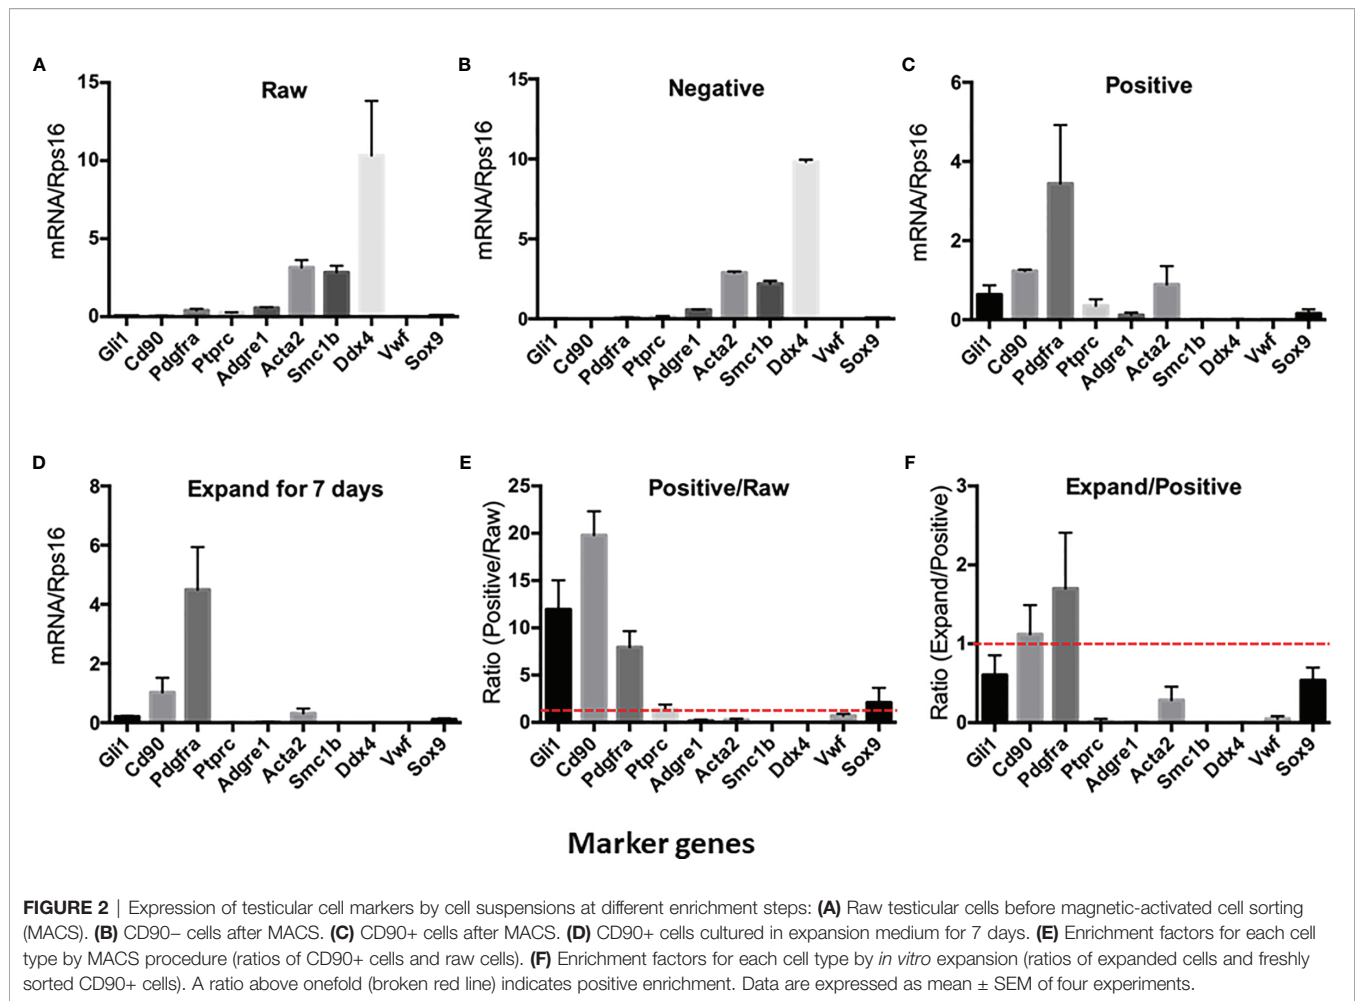 A
Raw
mRNA/Rps16
15
10
5
0
Gli1
Cd90
Pdgfra
Ptprc
Adgre1
Acta2
Smc1b
Ddx4
Vwf
Sox9
B
Negative
mRNA/Rps16
15
10
5
0
Gli1
Cd90
Pdgfra
Ptprc
Adgre1
Acta2
Smc1b
Ddx4
Vwf
Sox9
C
Positive
mRNA/Rps16
6
4
2
0
Gli1
Cd90
Pdgfra
Ptprc
Adgre1
Acta2
Smc1b
Ddx4
Vwf
Sox9
D
Expand for 7 days
mRNA/Rps16
8
6
4
2
0
Gli1
Cd90
Pdgfra
Ptprc
Adgre1
Acta2
Smc1b
Ddx4
Vwf
Sox9
E
Positive/Raw
Ratio (Positive/Raw)
25
20
15
10
5
0
Gli1
Cd90
Pdgfra
Ptprc
Adgre1
Acta2
Smc1b
Ddx4
Vwf
Sox9
F
Expand/Positive
Ratio (Expand/Positive)
3
2
1
0
Gli1
Cd90
Pdgfra
Ptprc
Adgre1
Acta2
Smc1b
Ddx4
Vwf
Sox9
Marker genes
FIGURE 2 | Expression of testicular cell markers by cell suspensions at different enrichment steps: (A) Raw testicular cells before magnetic-activated cell sorting
(MACS). (B) CD90− cells after MACS. (C) CD90+ cells after MACS. (D) CD90+ cells cultured in expansion medium for 7 days. (E) Enrichment factors for each cell
type by MACS procedure (ratios of CD90+ cells and raw cells). (F) Enrichment factors for each cell type by in vitro expansion (ratios of expanded cells and freshly
sorted CD90+ cells). A ratio above onefold (broken red line) indicates positive enrichment. Data are expressed as mean ± SEM of four experiments.